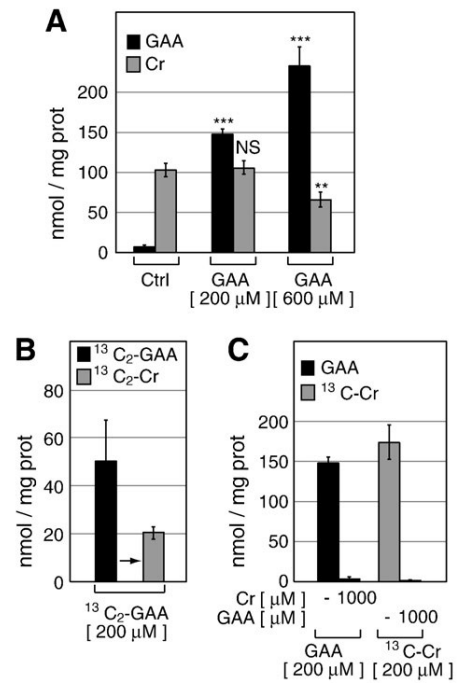 A
GAA
Cr
nmol / mg prot
200
150
100
50
0
***
NS
***
**
Ctrl
GAA
GAA
[ 200 µM ][ 600 µM ]
B
13 C2-GAA
13 C2-Cr
nmol / mg prot
80
60
40
20
0
13 C2-GAA
[ 200 µM ]
C
GAA
13 C-Cr
nmol / mg prot
200
150
100
50
0
Cr [ µM ] - 1000
GAA[ µM ] - 1000
GAA 13 C-Cr
[ 200 µM ] [ 200 µM ]